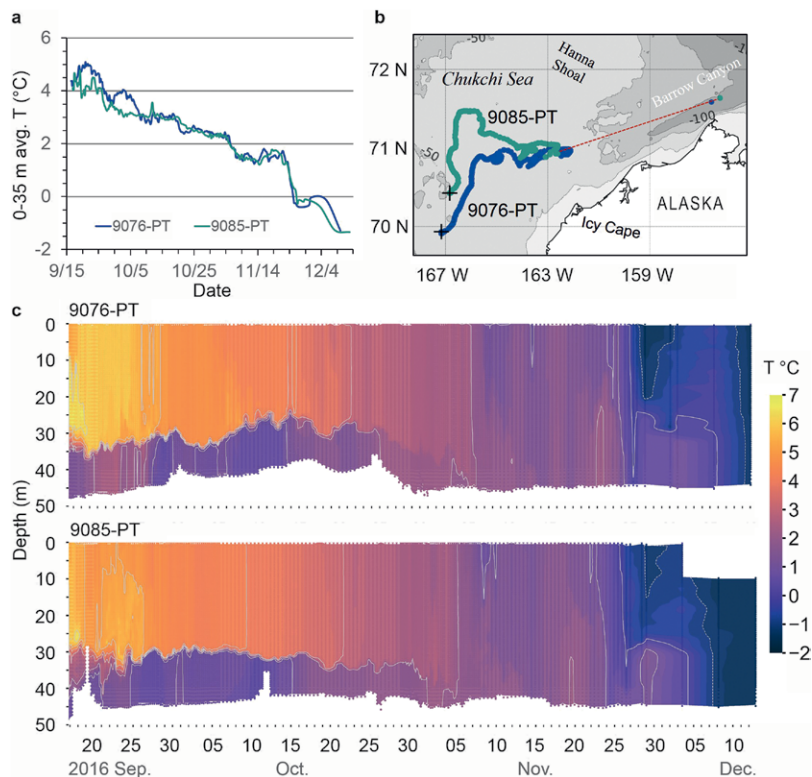 a
0-35 m avg. T (°C)
6
4
2
0
-2
9076-PT
9085-PT
9/15
10/5
10/25
11/14
12/4
Date
b
72 N
71 N
70 N
167 W
163 W
159 W
-50
Hanna
Shoal
Chukchi Sea
Barrow Canyon
-100
9085-PT
-50
9076-PT
ALASKA
Icy Cape
c
9076-PT
0
10
20
30
40
50
Depth (m)
9085-PT
0
10
20
30
40
50
20 25 30 05 10 15 20 25 30 05 10 15 20 25 30 05 10
2016 Sep. Oct. Nov. Dec.
T °C
7
6
5
4
3
2
1
0
−1
−2